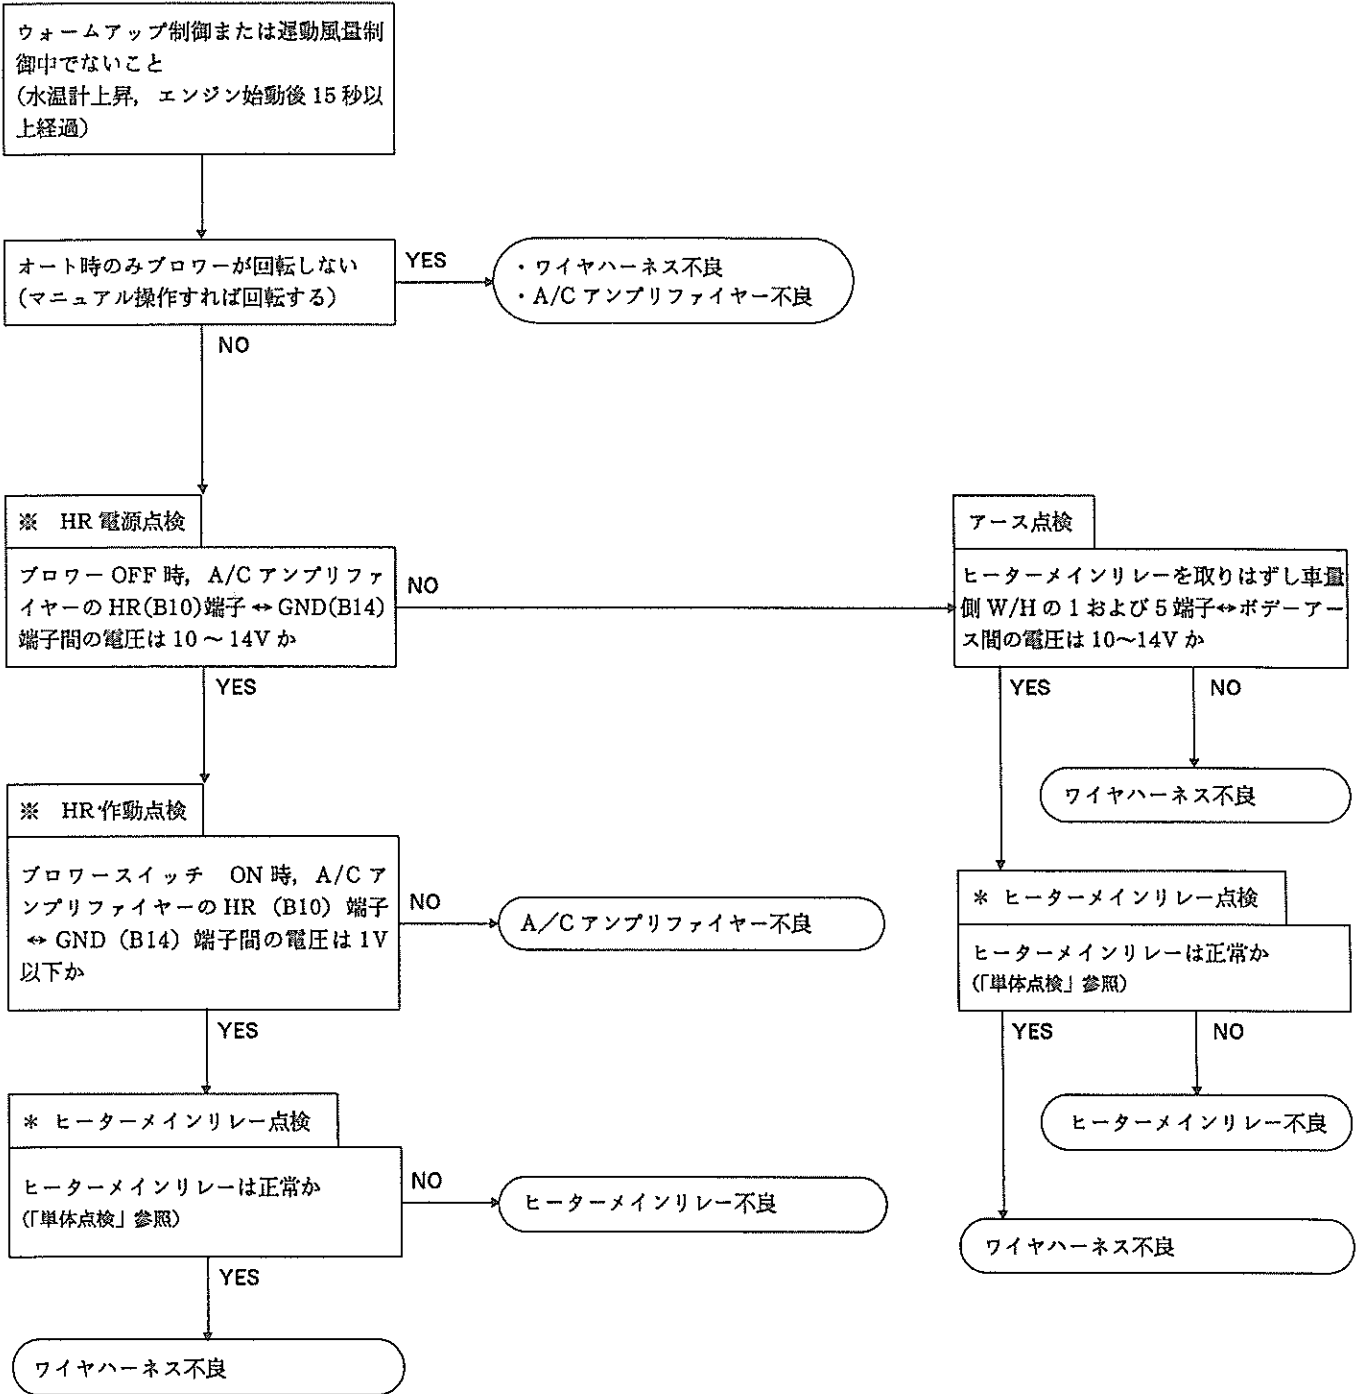 ウォームアップ制御または遅動風量制
御中でないこと
(水温計上昇, エンジン始動後 15 秒以
上経過)
オート時のみブロワーが回転しない
(マニュアル操作すれば回転する)
YES
・ワイヤハーネス不良
・A/C アンプリファイヤー不良
NO
※ HR 電源点検
ブロワー OFF 時, A/C アンプリファ
イヤーの HR(B10)端子 ↔ GND(B14)
端子間の電圧は 10 ～ 14V か
NO
アース点検
ヒーターメインリレーを取りはずし車量
側 W/H の 1 および 5 端子↔ボデーアー
ス間の電圧は 10～14V か
YES
YES
NO
ワイヤハーネス不良
※ HR 作動点検
ブロワースイッチ ON 時, A/C ア
ンプリファイヤーの HR (B10) 端子
↔ GND (B14) 端子間の電圧は 1V
以下か
NO
A／C アンプリファイヤー不良
＊ ヒーターメインリレー点検
ヒーターメインリレーは正常か
(「単体点検」参照)
YES
YES
NO
ヒーターメインリレー不良
＊ ヒーターメインリレー点検
ヒーターメインリレーは正常か
(「単体点検」参照)
NO
ヒーターメインリレー不良
ワイヤハーネス不良
YES
ワイヤハーネス不良